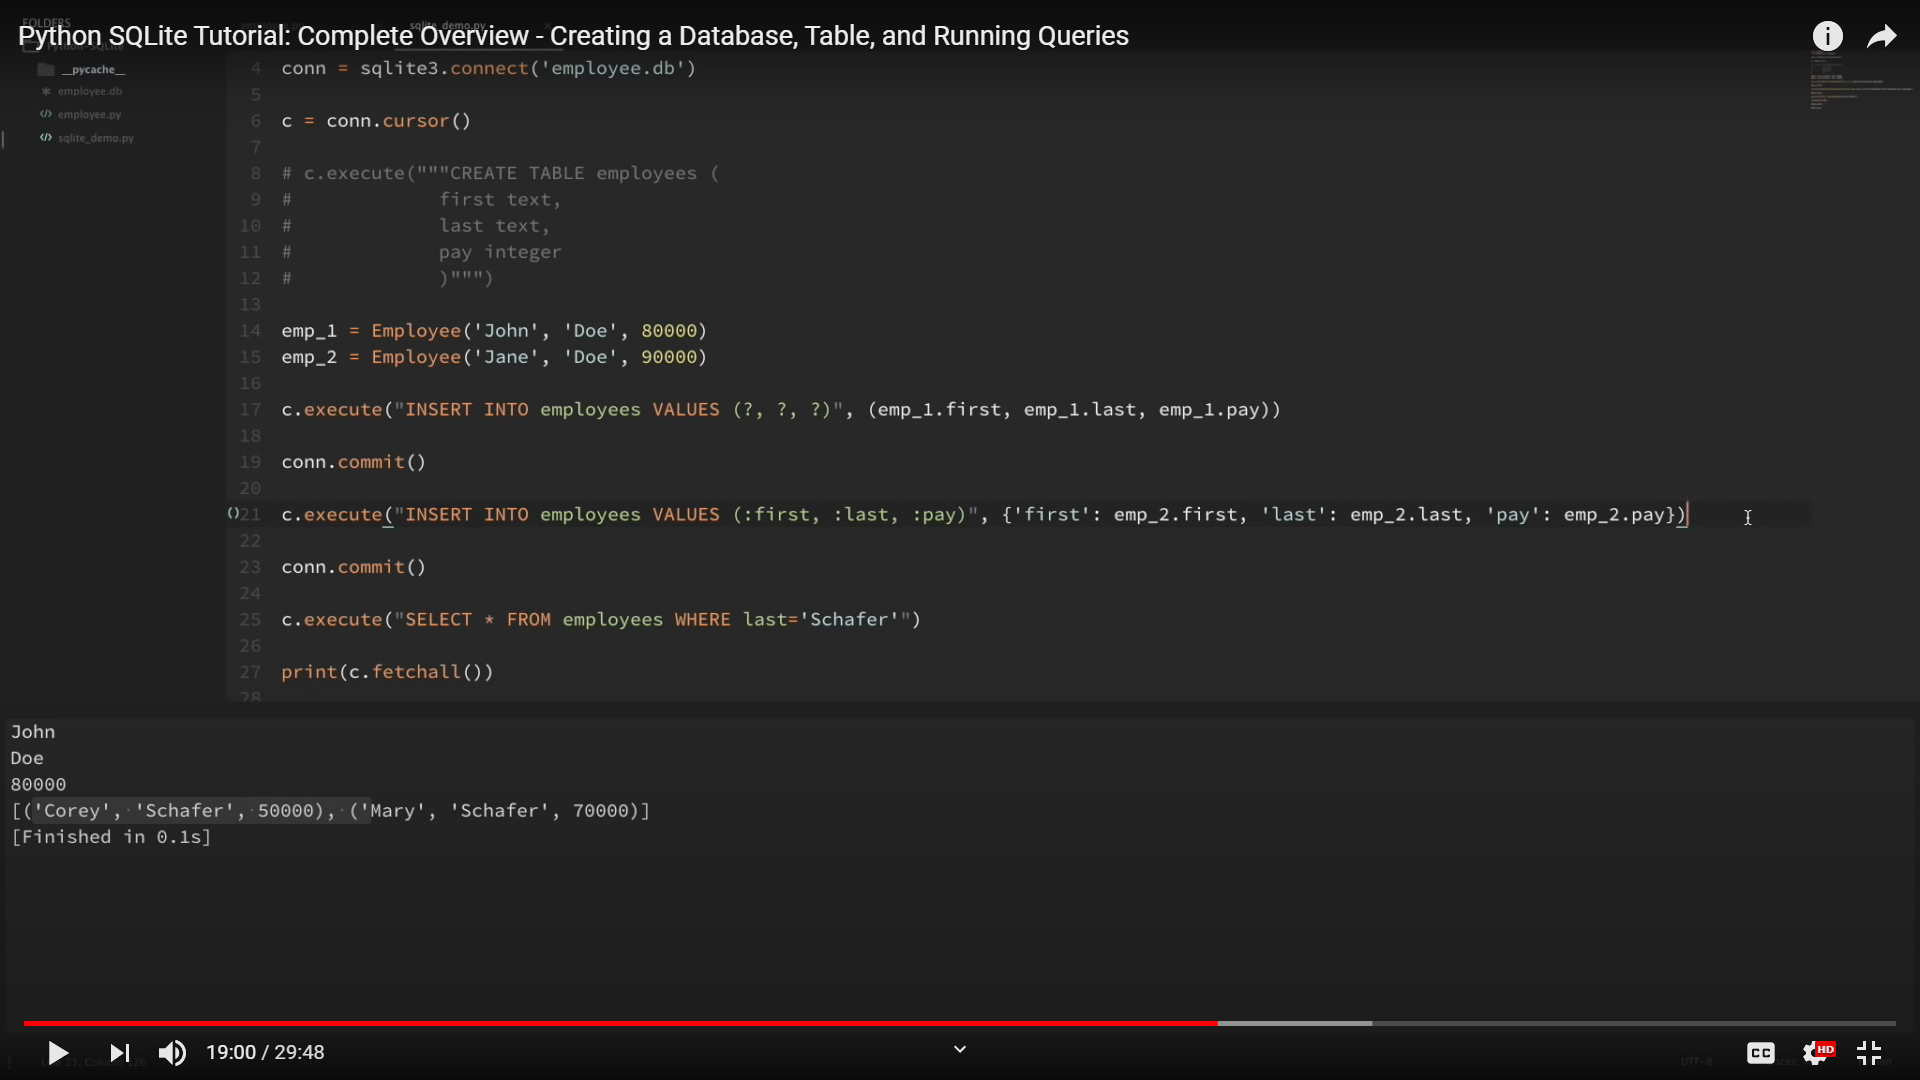 FOLDERS
sqlite_demo.py
Python SQLite Tutorial: Complete Overview - Creating a Database, Table, and Running Queries
__pycache__
employee.db
employee.py
sqlite_demo.py
4 conn = sqlite3.connect('employee.db')
5
6 c = conn.cursor()
7
8 # c.execute("""CREATE TABLE employees (
9 # first text,
10 # last text,
11 # pay integer
12 # )""")
13
14 emp_1 = Employee('John', 'Doe', 80000)
15 emp_2 = Employee('Jane', 'Doe', 90000)
16
17 c.execute("INSERT INTO employees VALUES (?, ?, ?)", (emp_1.first, emp_1.last, emp_1.pay))
18
19 conn.commit()
20
()21 c.execute("INSERT INTO employees VALUES (:first, :last, :pay)", {'first': emp_2.first, 'last': emp_2.last, 'pay': emp_2.pay})
22
23 conn.commit()
24
25 c.execute("SELECT * FROM employees WHERE last='Schafer'")
26
27 print(c.fetchall())
28
John
Doe
80000
[('Corey', 'Schafer', 50000), ('Mary', 'Schafer', 70000)]
[Finished in 0.1s]
19:00 / 29:48
CC
HD
UTF-8